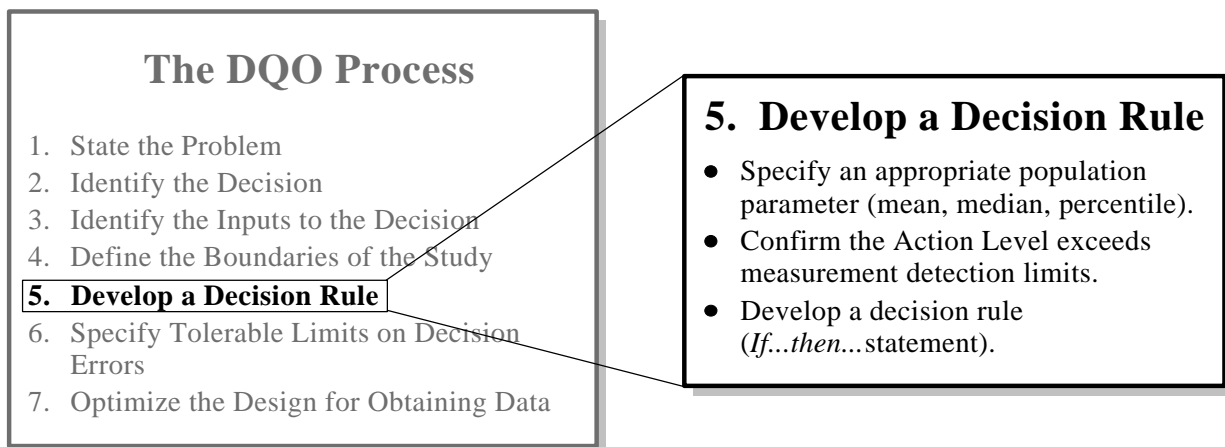 The DQO Process
1. State the Problem
2. Identify the Decision
3. Identify the Inputs to the Decision
4. Define the Boundaries of the Study
5. Develop a Decision Rule
6. Specify Tolerable Limits on Decision
Errors
7. Optimize the Design for Obtaining Data
5. Develop a Decision Rule
● Specify an appropriate population
parameter (mean, median, percentile).
● Confirm the Action Level exceeds
measurement detection limits.
● Develop a decision rule
(If...then...statement).